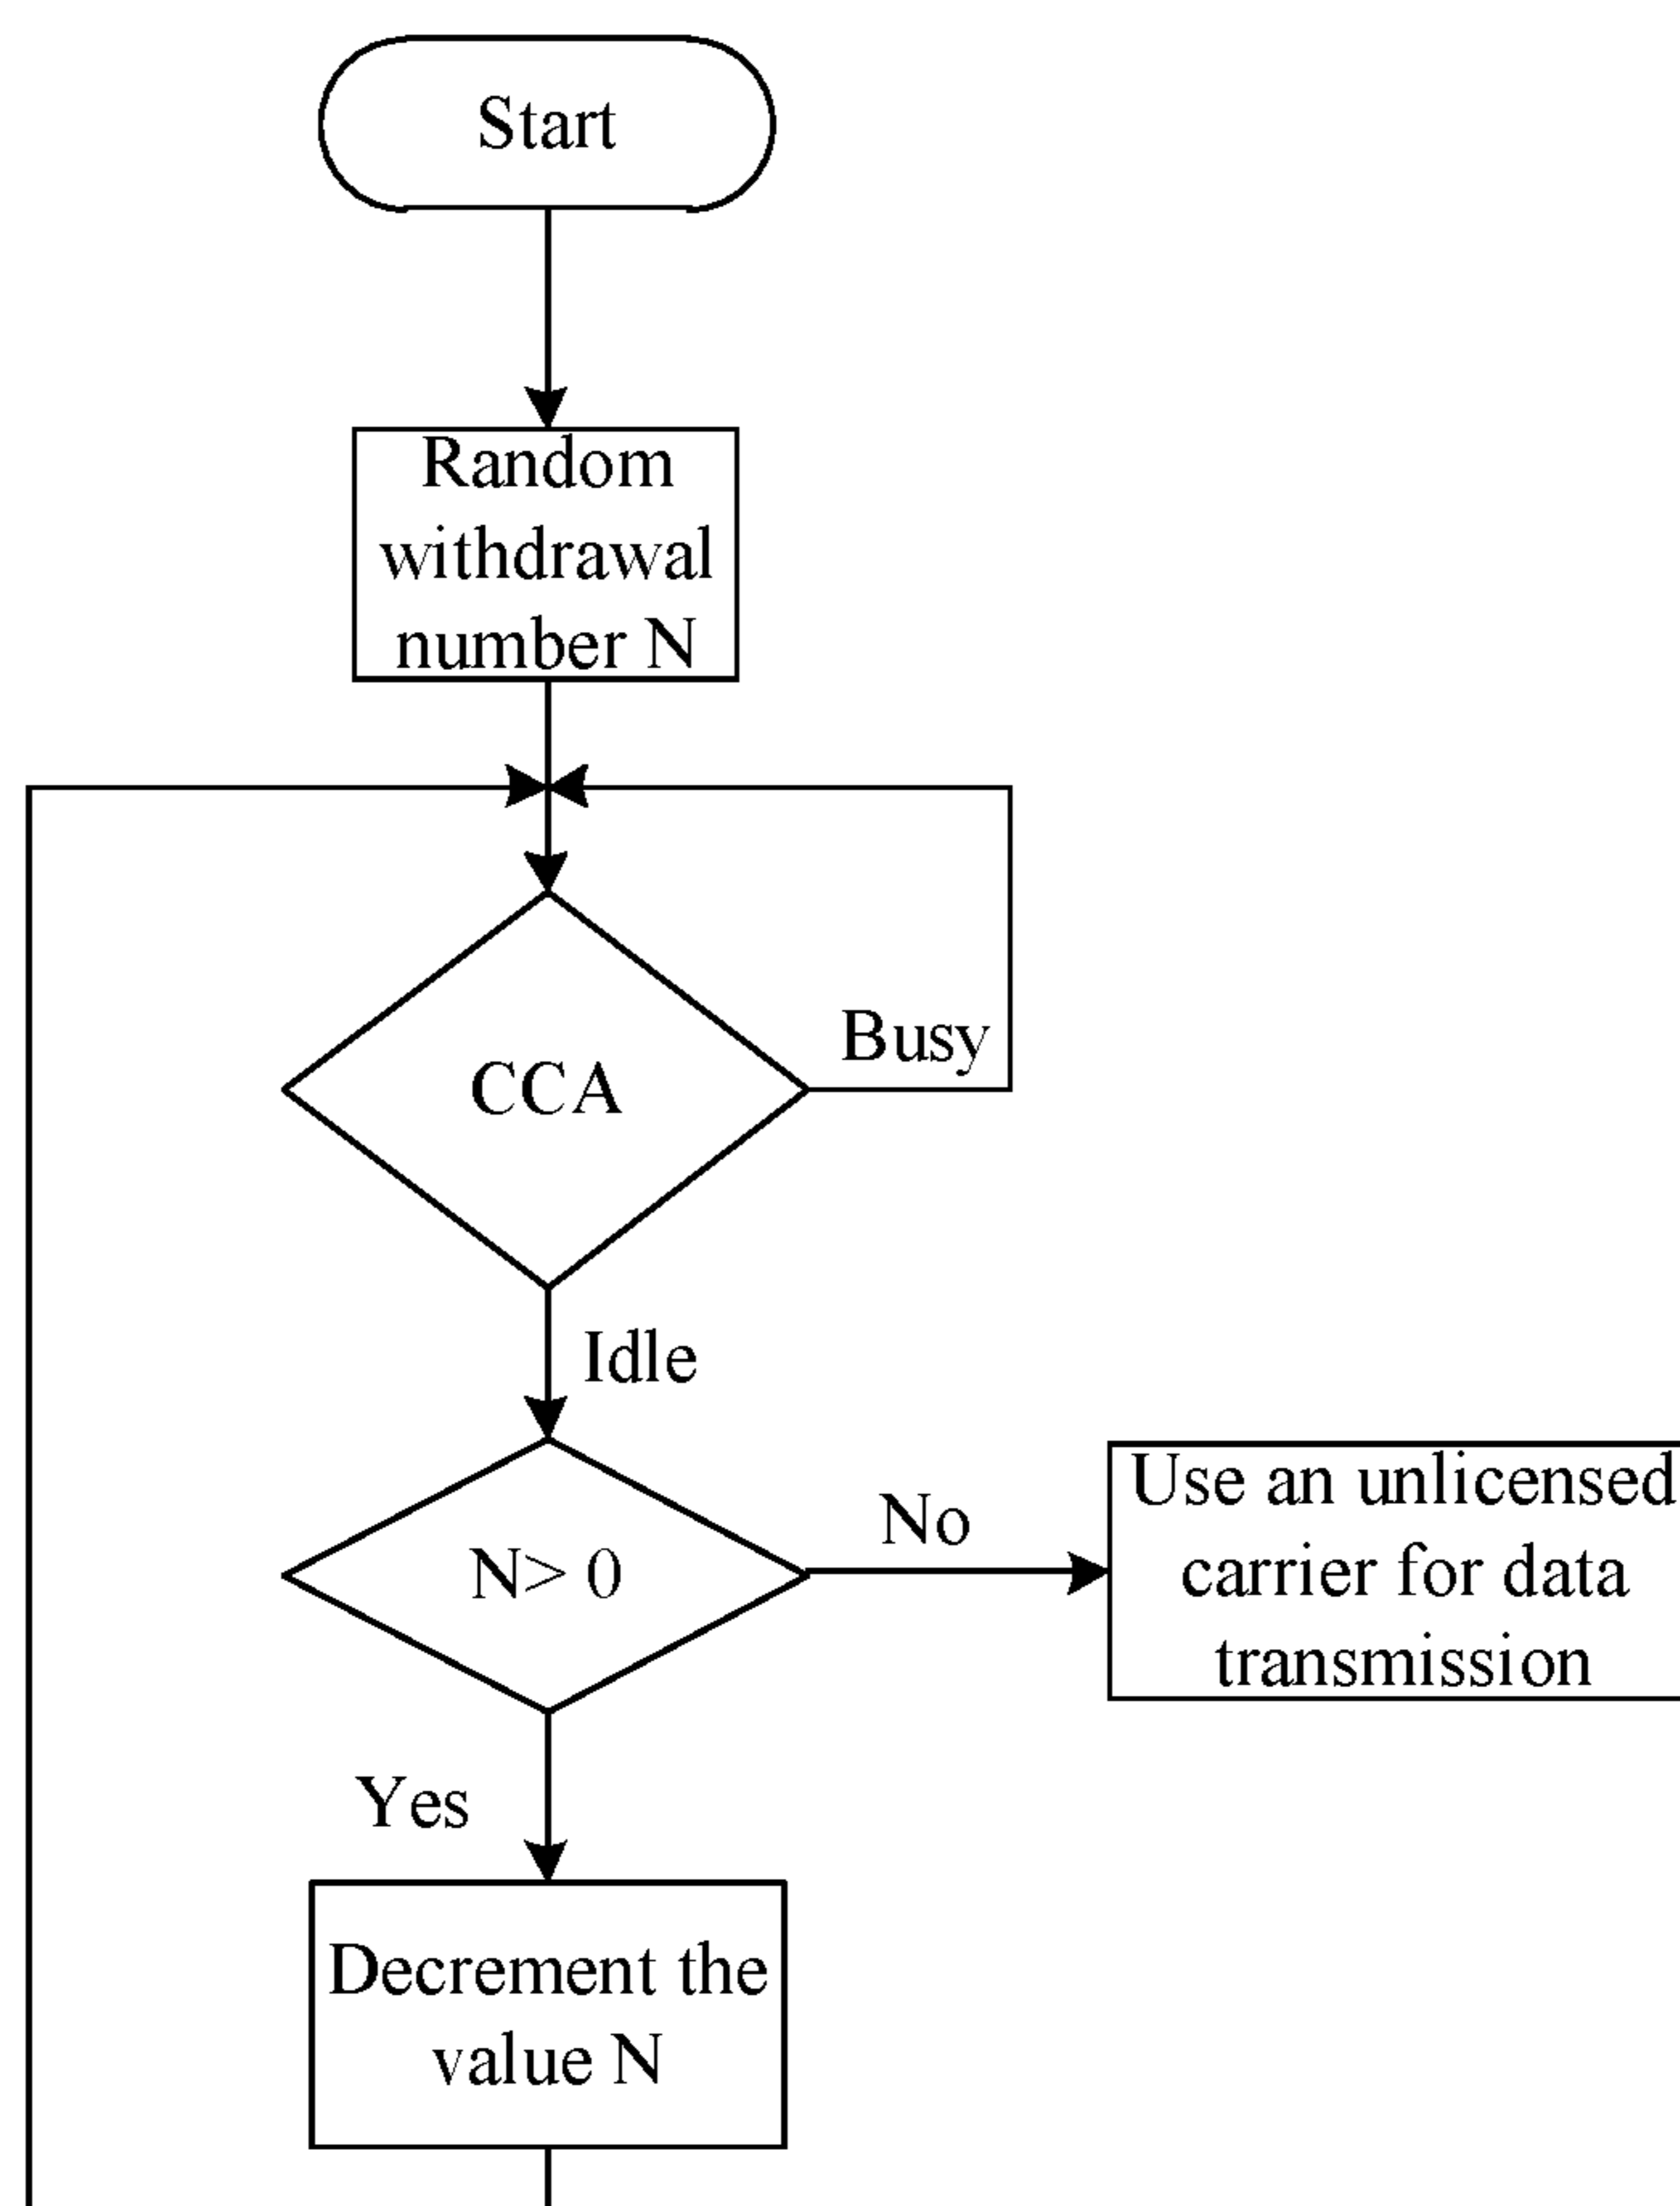 Start
Random
withdrawal
number N
CCA
Busy
Idle
N> 0
No
Use an unlicensed
carrier for data
transmission
Yes
Decrement the
value N